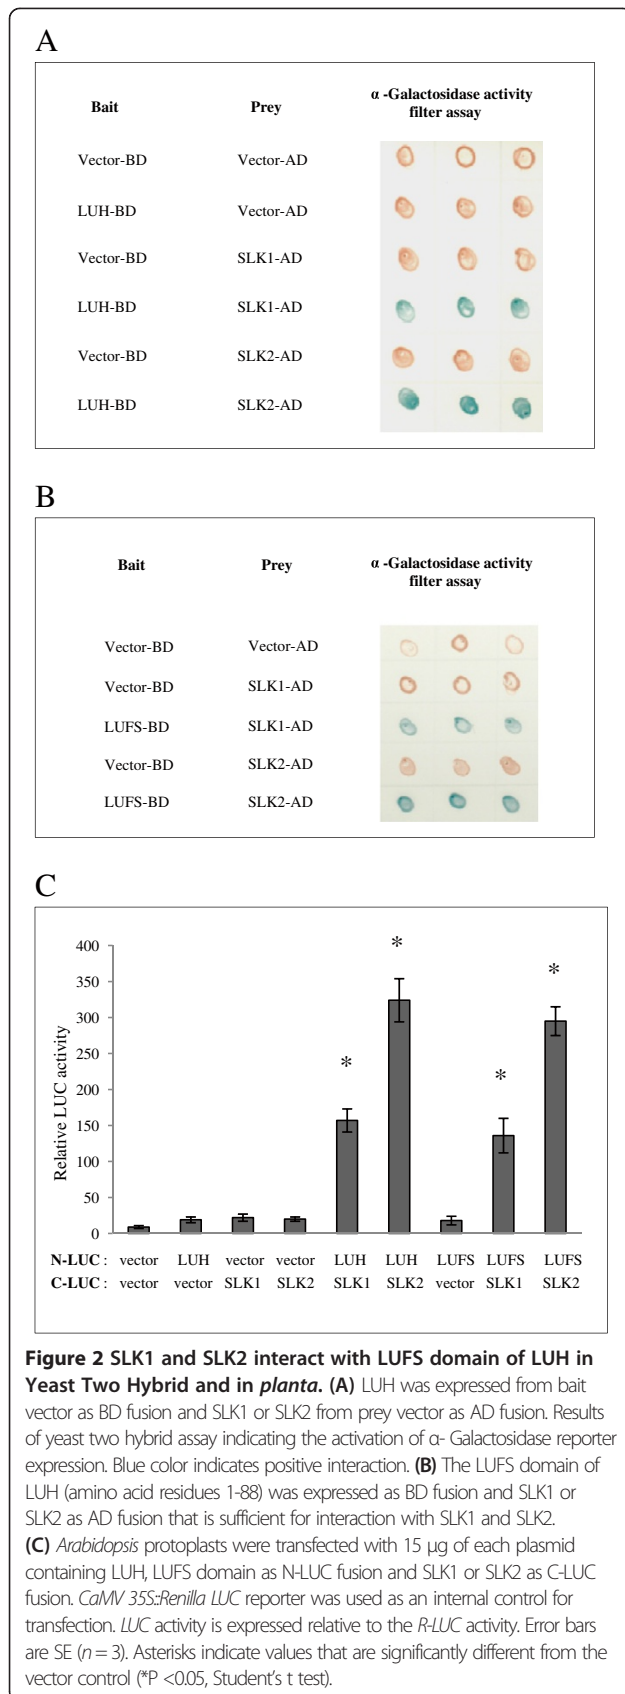 A
Bait Prey α -Galactosidase activity
filter assay
Vector-BD Vector-AD
LUH-BD Vector-AD
Vector-BD SLK1-AD
LUH-BD SLK1-AD
Vector-BD SLK2-AD
LUH-BD SLK2-AD
B
Bait Prey α -Galactosidase activity
filter assay
Vector-BD Vector-AD
Vector-BD SLK1-AD
LUFS-BD SLK1-AD
Vector-BD SLK2-AD
LUFS-BD SLK2-AD
C
Relative LUC activity
400
350
300
250
200
150
100
50
0
* * * *
N-LUC : vector LUH vector vector LUH LUH LUFS LUFS LUFS
C-LUC : vector vector SLK1 SLK2 SLK1 SLK2 vector SLK1 SLK2
Figure 2 SLK1 and SLK2 interact with LUFS domain of LUH in
Yeast Two Hybrid and in planta. (A) LUH was expressed from bait
vector as BD fusion and SLK1 or SLK2 from prey vector as AD fusion. Results
of yeast two hybrid assay indicating the activation of α- Galactosidase reporter
expression. Blue color indicates positive interaction. (B) The LUFS domain of
LUH (amino acid residues 1-88) was expressed as BD fusion and SLK1 or
SLK2 as AD fusion that is sufficient for interaction with SLK1 and SLK2.
(C) Arabidopsis protoplasts were transfected with 15 μg of each plasmid
containing LUH, LUFS domain as N-LUC fusion and SLK1 or SLK2 as C-LUC
fusion. CaMV 35S::Renilla LUC reporter was used as an internal control for
transfection. LUC activity is expressed relative to the R-LUC activity. Error bars
are SE (n = 3). Asterisks indicate values that are significantly different from the
vector control (*P <0.05, Student's t test).